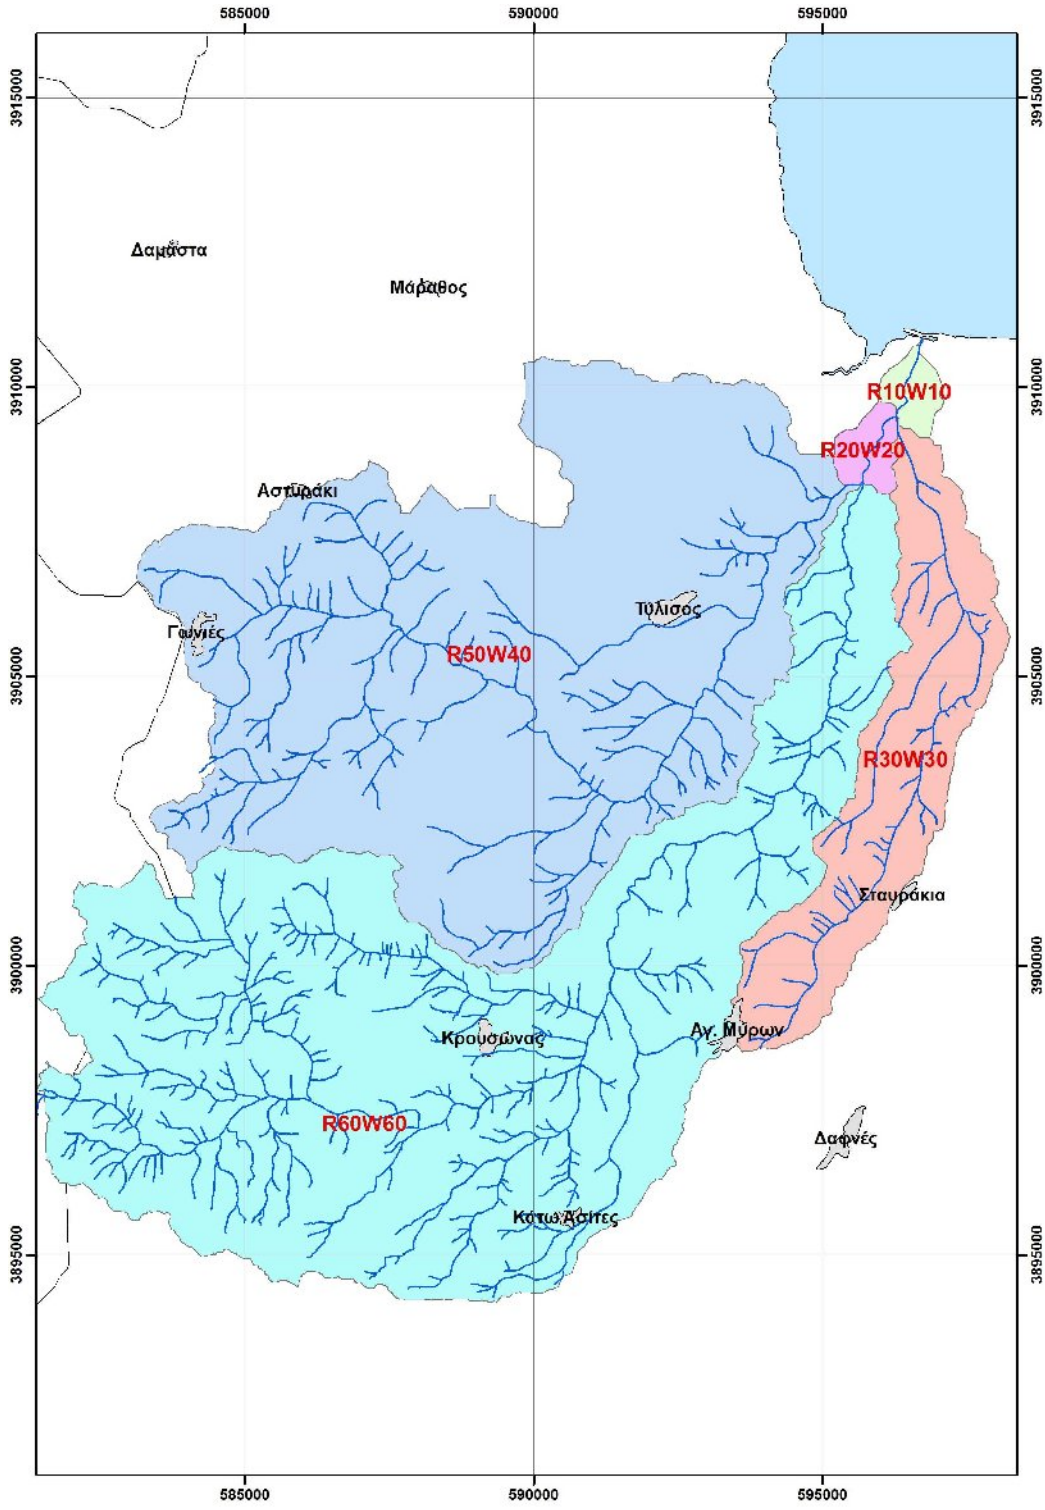 585000
590000
595000
3915000
3915000
Δαμάστα
Μάραθος
3910000
3910000
R10W10
R20W20
Αστυράκι
Τύλισος
Γωνιές
R50W40
3905000
3905000
R30W30
Σταυράκια
3900000
3900000
Αγ. Μύρων
Κρουσώνας
R60W60
Δαφνές
Κάτω Ασίτες
3895000
3895000
585000
590000
595000